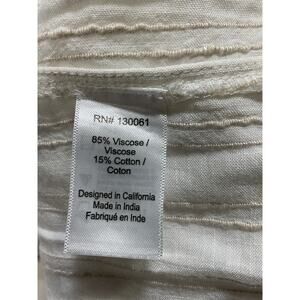 RN# 130061
85% Viscose /
Viscose
15% Cotton /
Coton
Designed in California
Made in India
Fabriqué en Inde